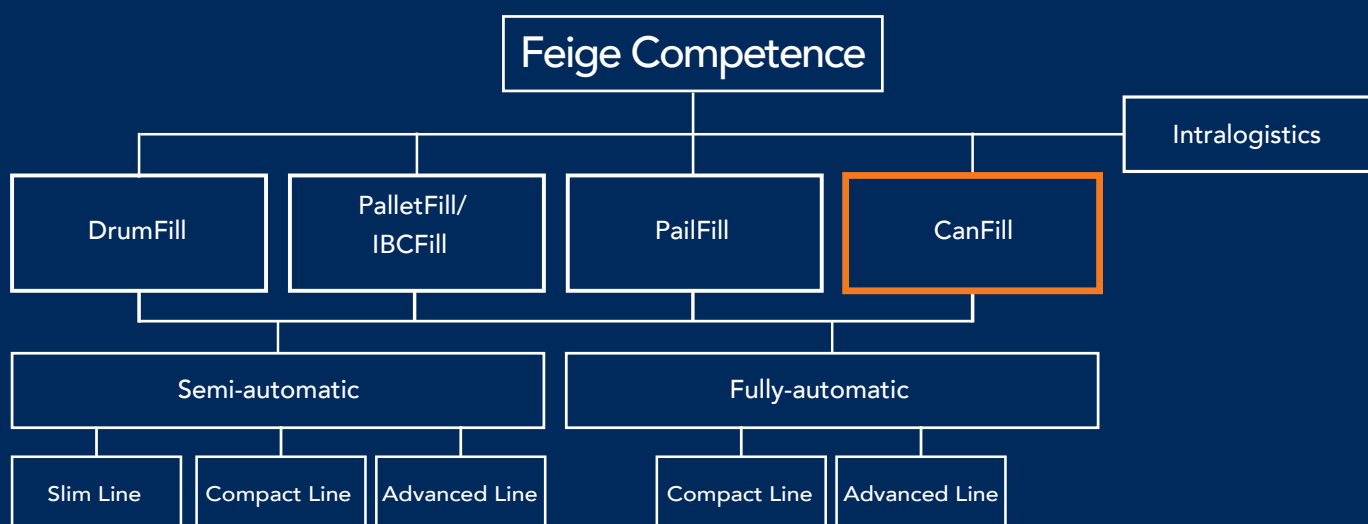 Feige Competence
Intralogistics
DrumFill
PalletFill/
IBCFill
PailFill
CanFill
Semi-automatic
Fully-automatic
Slim Line
Compact Line
Advanced Line
Compact Line
Advanced Line